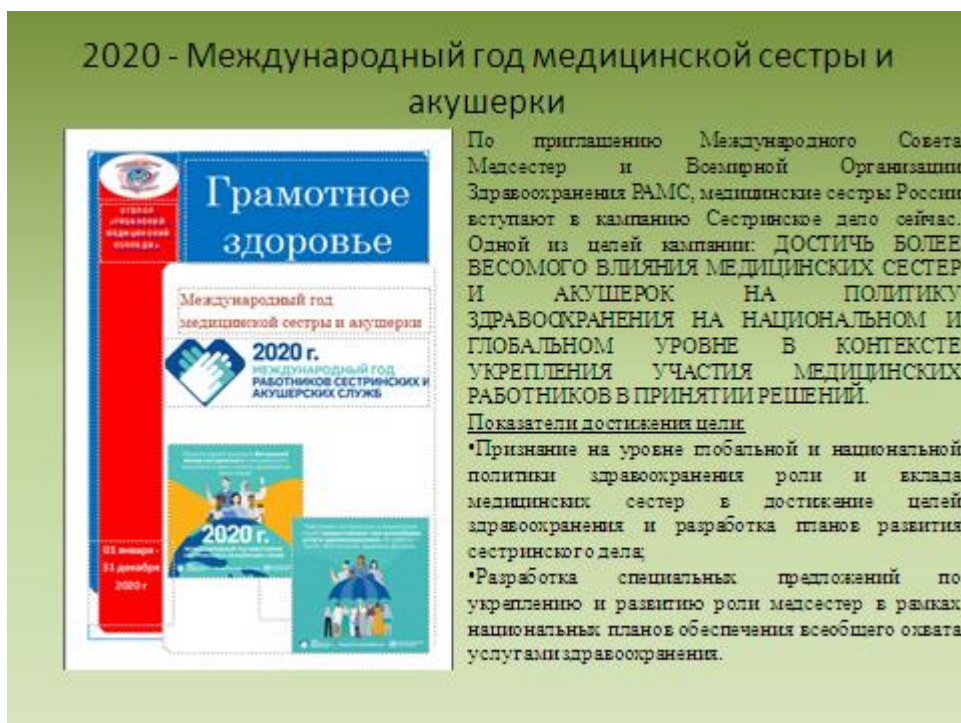 2020 - Международный год медицинской сестры и
акушерки
Грамотное
здоровье
Международный год
медицинской сестры и акушерки
2020 г.
МЕЖДУНАРОДНЫЙ ГОД
РАБОТНИКОВ СЕСТРИНСКИХ И
АКУШЕРСКИХ СЛУЖБ
2020 г.
01 января -
31 декабря
2020 г
По приглашению Международного Совета
Медсестер и Всемирной Организации
Здравоохранения РАМС, медицинские сестры России
вступают в кампанию Сестринское дело сейчас.
Одной из целей кампании: ДОСТИЧЬ БОЛЕЕ
ВЕСОМОГО ВЛИЯНИЯ МЕДИЦИНСКИХ СЕСТЕР
И АКУШЕРОК НА ПОЛИТИКУ
ЗДРАВООХРАНЕНИЯ НА НАЦИОНАЛЬНОМ И
ГЛОБАЛЬНОМ УРОВНЕ В КОНТЕКСТЕ
УКРЕПЛЕНИЯ УЧАСТИЯ МЕДИЦИНСКИХ
РАБОТНИКОВ В ПРИНЯТИИ РЕШЕНИЙ.
Показатели достижения цели:
•Признание на уровне глобальной и национальной
политики здравоохранения роли и вклада
медицинских сестер в достижение целей
здравоохранения и разработка планов развития
сестринского дела;
•Разработка специальных предложений по
укреплению и развитию роли медсестер в рамках
национальных планов обеспечения всеобщего охвата
услугами здравоохранения.